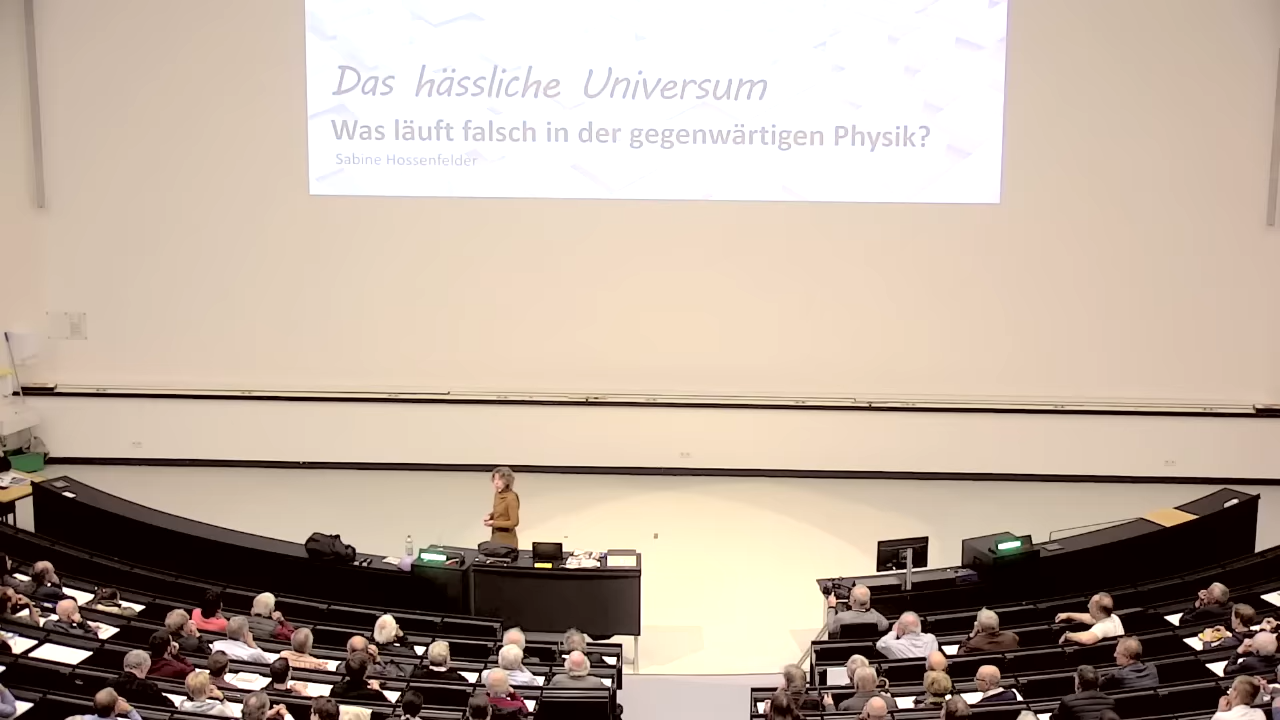 Das hässliche Universum
Was läuft falsch in der gegenwärtigen Physik?
Sabine Hossenfelder